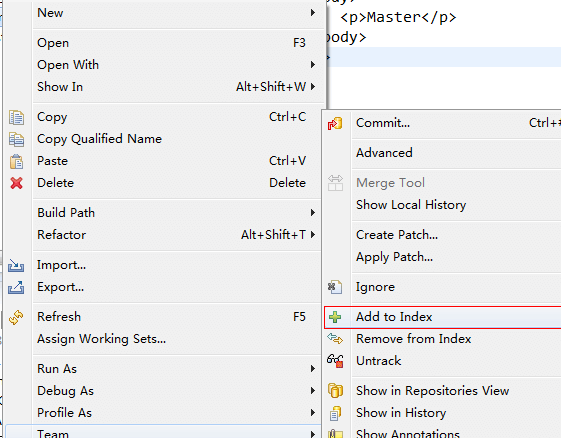 ody>
<p>Master</p>
body>
>
New
Open F3
Open With
Show In Alt+Shift+W
Copy Ctrl+C
Copy Qualified Name
Paste Ctrl+V
Delete Delete
Build Path
Refactor Alt+Shift+T
Import...
Export...
Refresh F5
Assign Working Sets...
Run As
Debug As
Profile As
Team
Commit... Ctrl+
Advanced
Merge Tool
Show Local History
Create Patch...
Apply Patch...
Ignore
Add to Index
Remove from Index
Untrack
Show in Repositories View
Show in History
Show Annotations